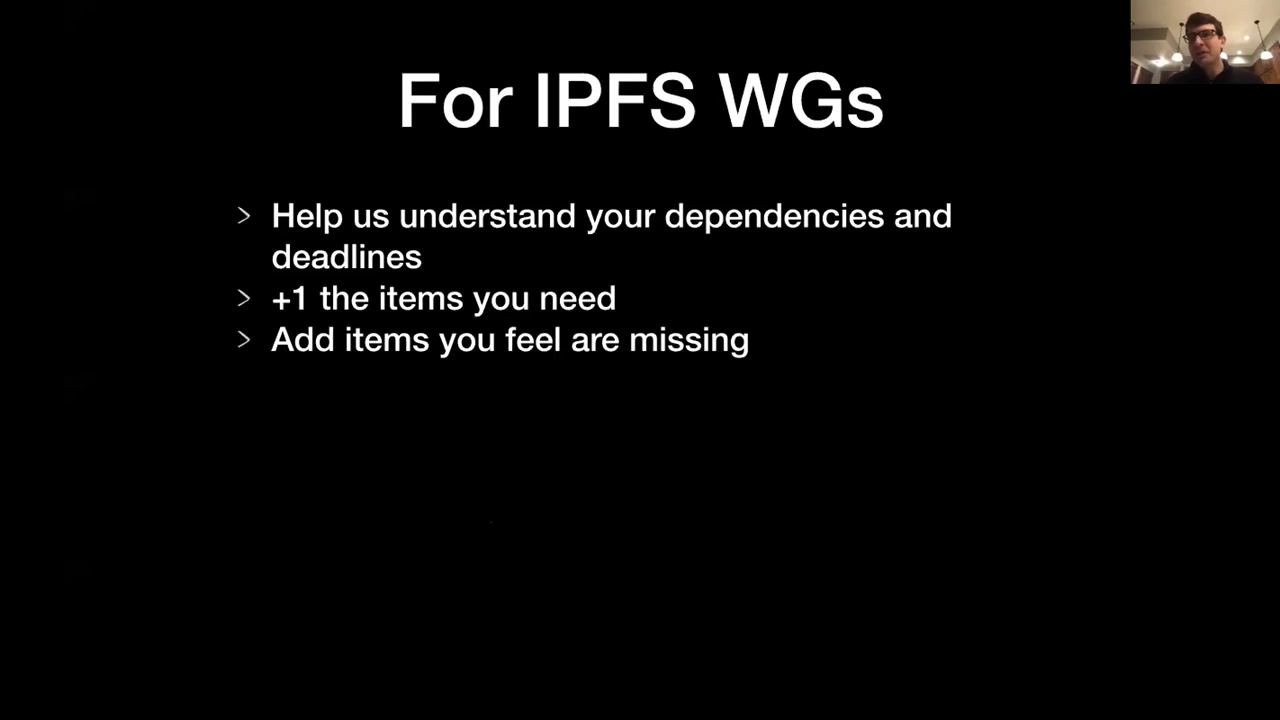 For IPFS WGs
> Help us understand your dependencies and
deadlines
> +1 the items you need
> Add items you feel are missing